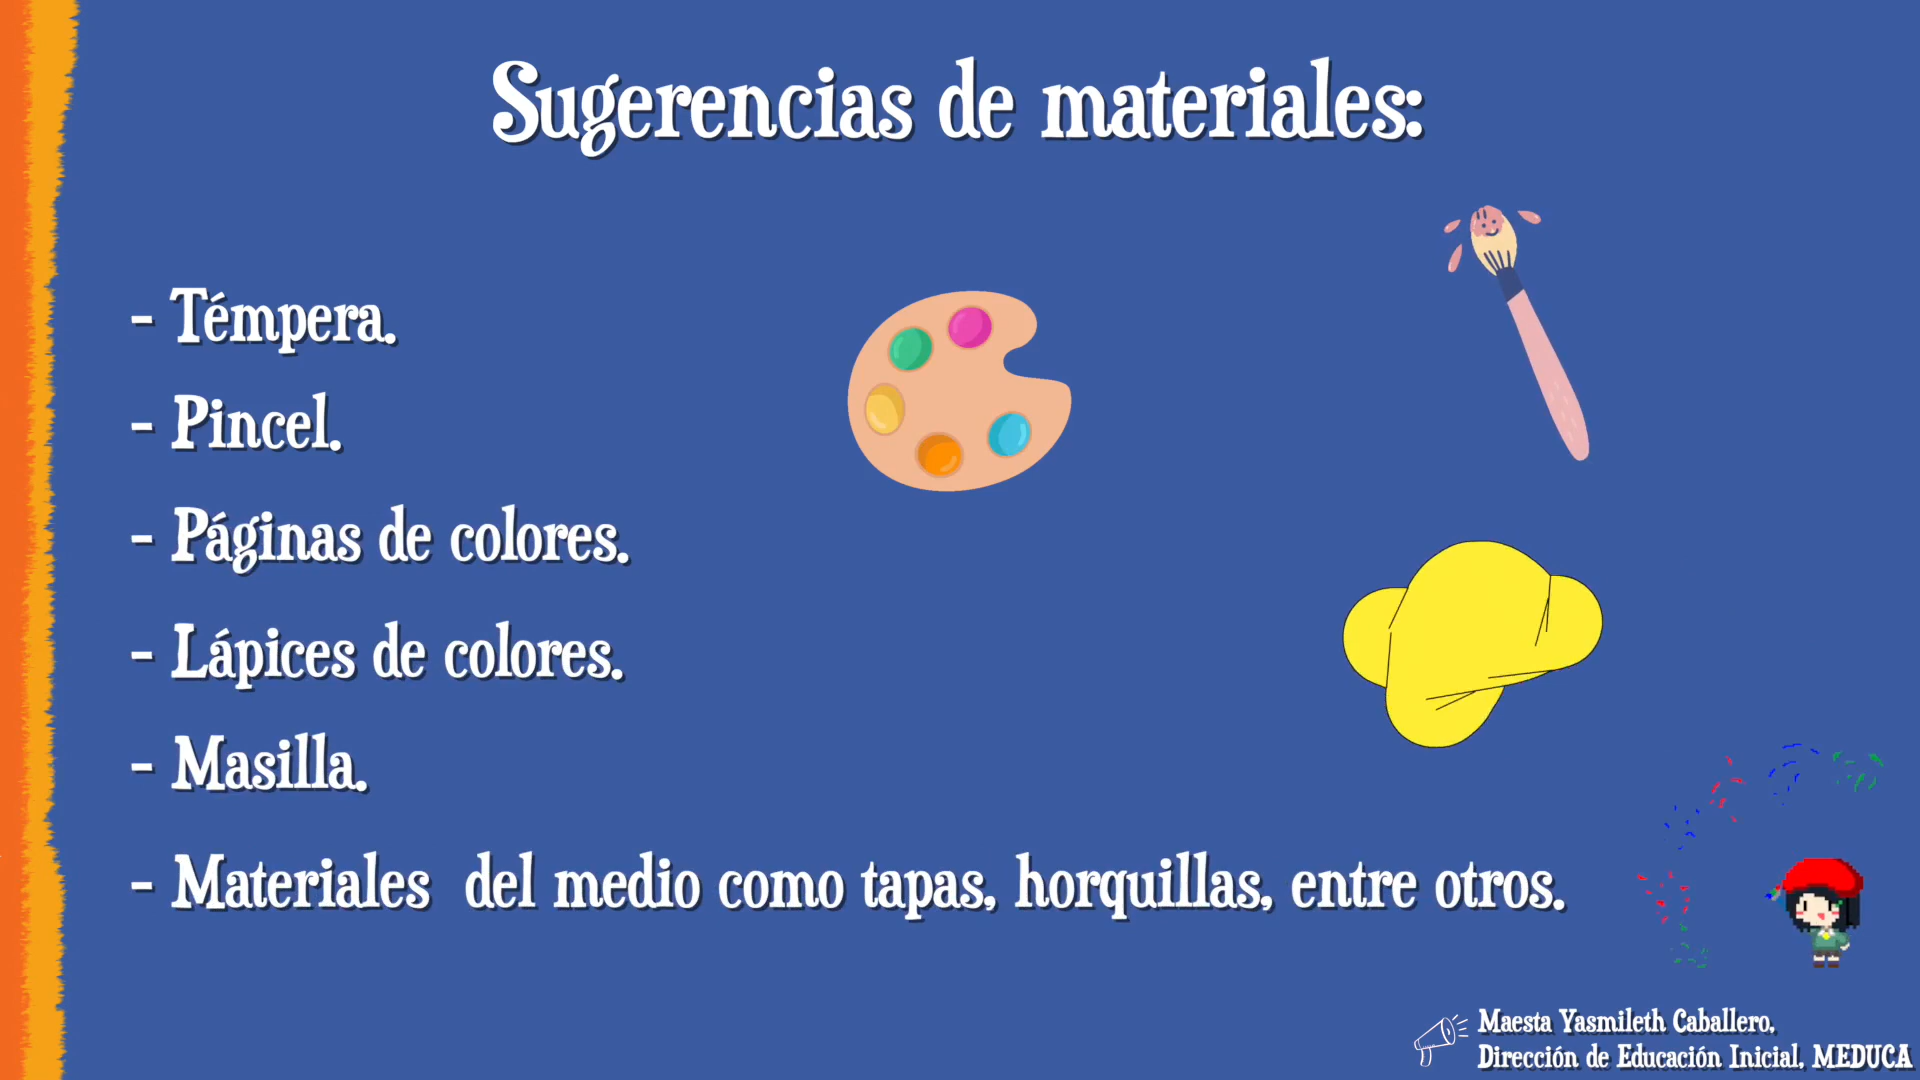 Sugerencias de materiales:
- Témpera.
- Pincel.
- Páginas de colores.
- Lápices de colores.
- Masilla.
- Materiales del medio como tapas, horquillas, entre otros.
Maesta Yasmileth Caballero,
Dirección de Educación Inicial, MEDUCA